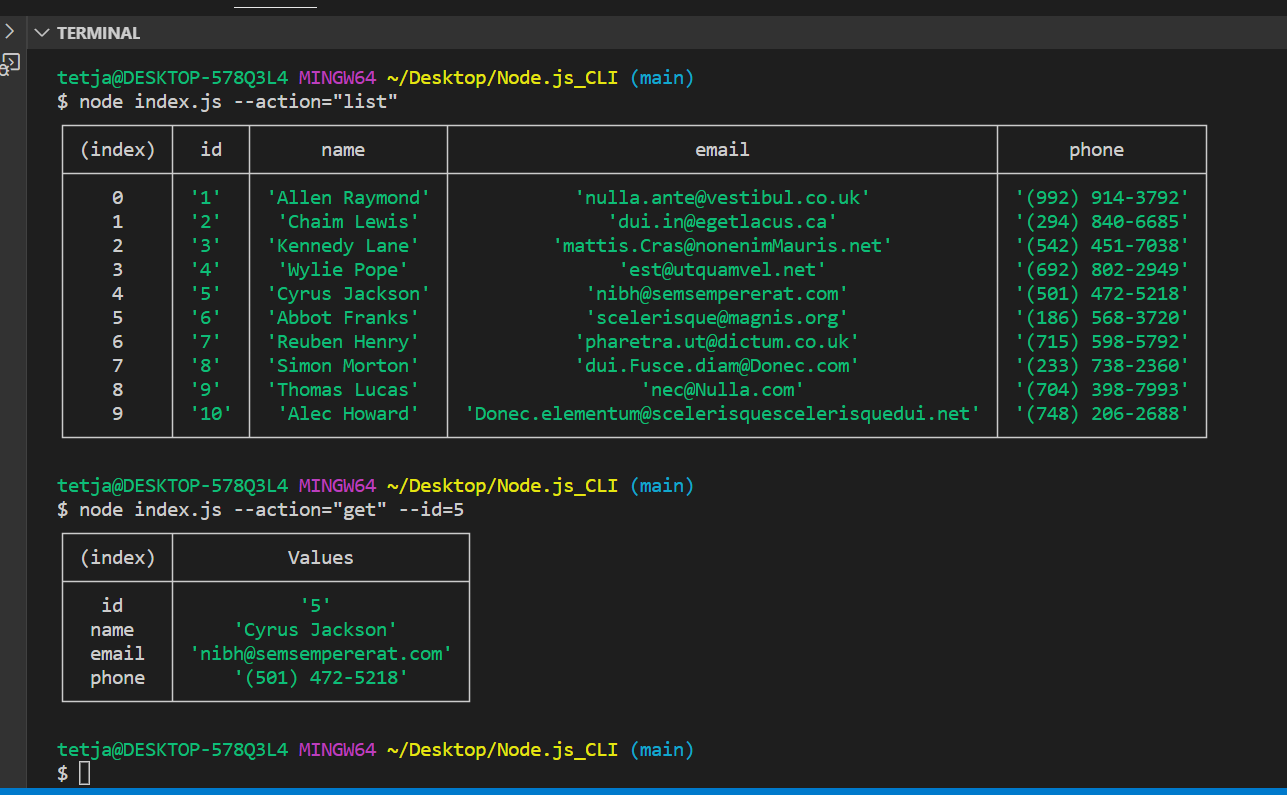 TERMINAL
tetja@DESKTOP-578Q3L4 MINGW64 ~/Desktop/Node.js_CLI (main)
$ node index.js --action="list"
(index) id name email phone
0 '1' 'Allen Raymond' 'nulla.ante@vestibul.co.uk' '(992) 914-3792'
1 '2' 'Chaim Lewis' 'dui.in@egetlacus.ca' '(294) 840-6685'
2 '3' 'Kennedy Lane' 'mattis.Cras@nonenimMauris.net' '(542) 451-7038'
3 '4' 'Wylie Pope' 'est@utquamvel.net' '(692) 802-2949'
4 '5' 'Cyrus Jackson' 'nibh@semsempererat.com' '(501) 472-5218'
5 '6' 'Abbot Franks' 'scelerisque@magnis.org' '(186) 568-3720'
6 '7' 'Reuben Henry' 'pharetra.ut@dictum.co.uk' '(715) 598-5792'
7 '8' 'Simon Morton' 'dui.Fusce.diam@Donec.com' '(233) 738-2360'
8 '9' 'Thomas Lucas' 'nec@Nulla.com' '(704) 398-7993'
9 '10' 'Alec Howard' 'Donec.elementum@scelerisquescelerisquedui.net' '(748) 206-2688'
tetja@DESKTOP-578Q3L4 MINGW64 ~/Desktop/Node.js_CLI (main)
$ node index.js --action="get" --id=5
(index) Values
id '5'
name 'Cyrus Jackson'
email 'nibh@semsempererat.com'
phone '(501) 472-5218'
tetja@DESKTOP-578Q3L4 MINGW64 ~/Desktop/Node.js_CLI (main)
$